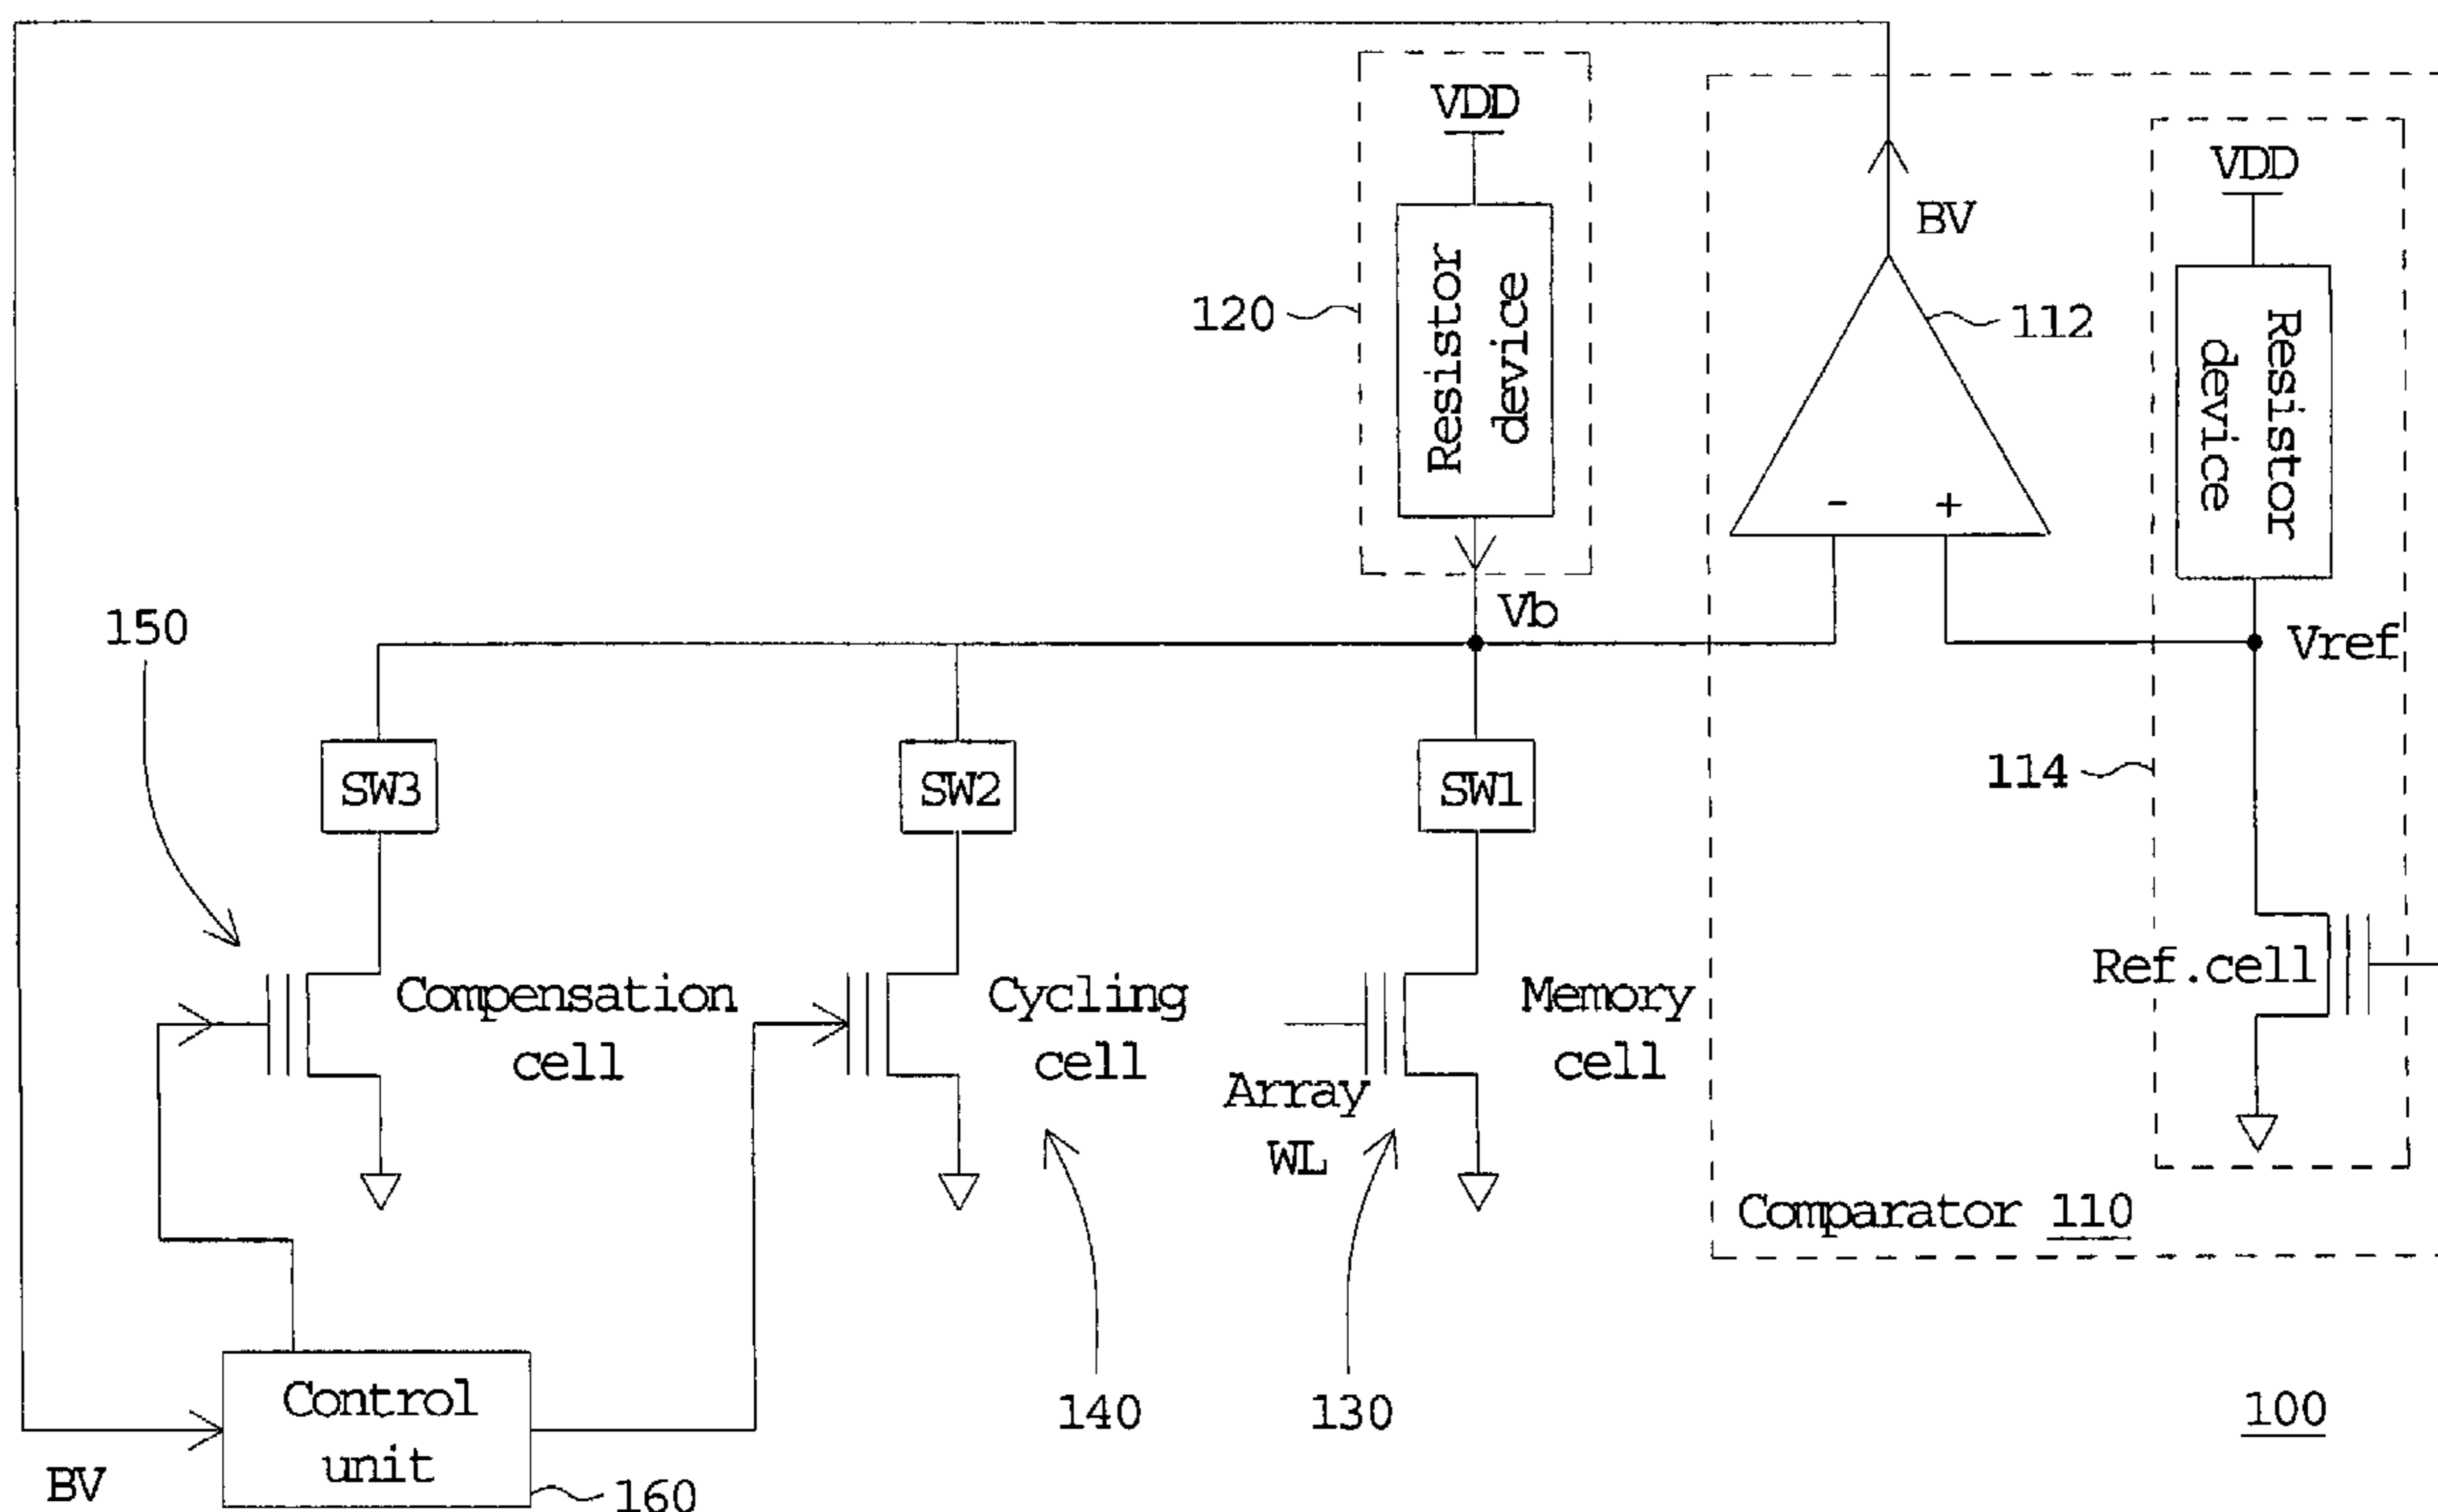 VDD
VDD
BV
Resistor
device
120
112
Resistor
device
-
+
Vb
150
Vref
SW3
SW2
SW1
114
Compensation
cell
Cycling
cell
Memory
cell
Ref.cell
Array
WL
Comparator 110
Control
unit
140
130
100
BV
160